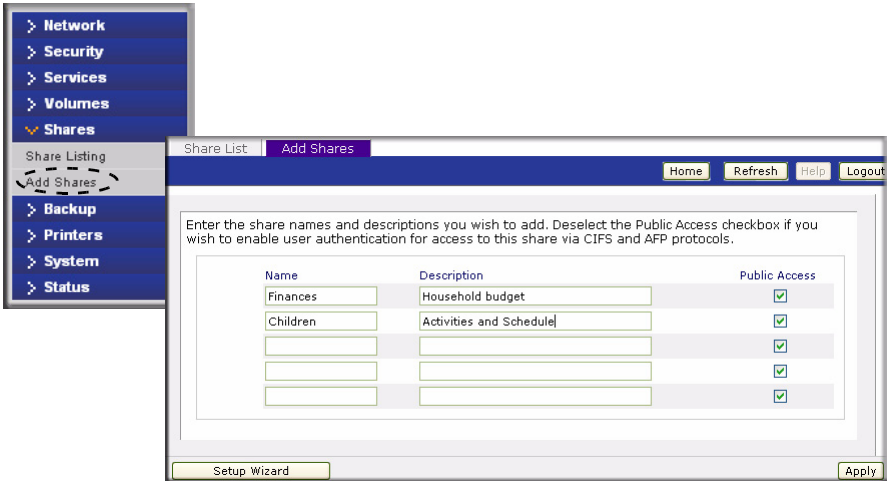 Network
Security
Services
Volumes
Shares
Share Listing
Add Shares
Backup
Printers
System
Status
Share List Add Shares
Home Refresh Help Logout
Enter the share names and descriptions you wish to add. Deselect the Public Access checkbox if you
wish to enable user authentication for access to this share via CIFS and AFP protocols.
Name Description Public Access
Finances Household budget
Children Activities and Schedule
Setup Wizard Apply